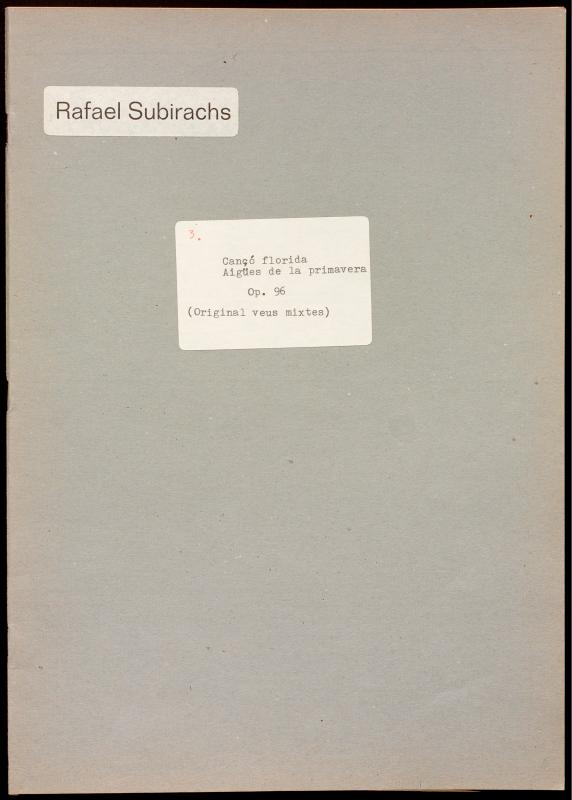 Rafael Subirachs
3.
Cançó florida
Aigües de la primavera
Op. 96
(Original veus mixtes)